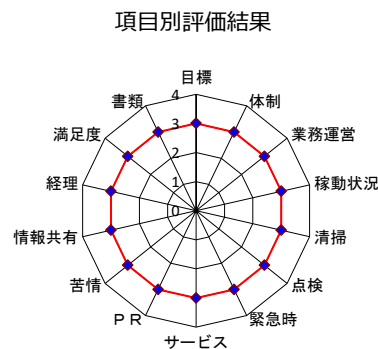 項目別評価結果
目標
体制
業務運営
稼動状況
清掃
点検
緊急時
サービス
ＰＲ
苦情
情報共有
経理
満足度
書類
4
3
2
1
0